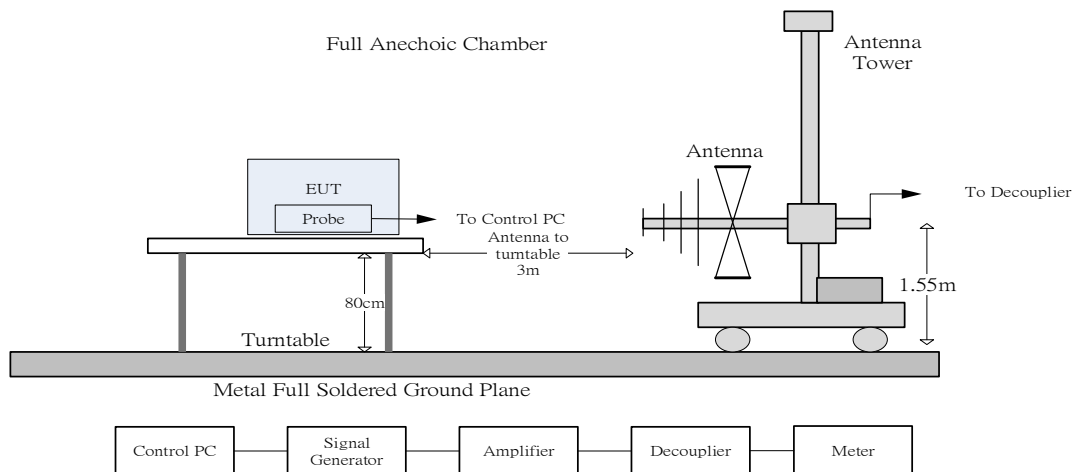 Full Anechoic Chamber
Antenna
Tower
Antenna
EUT
Probe
To Control PC
To Decouplier
Antenna to
turntable
3m
80cm
1.55m
Turntable
Metal Full Soldered Ground Plane
Control PC
Signal
Generator
Amplifier
Decouplier
Meter